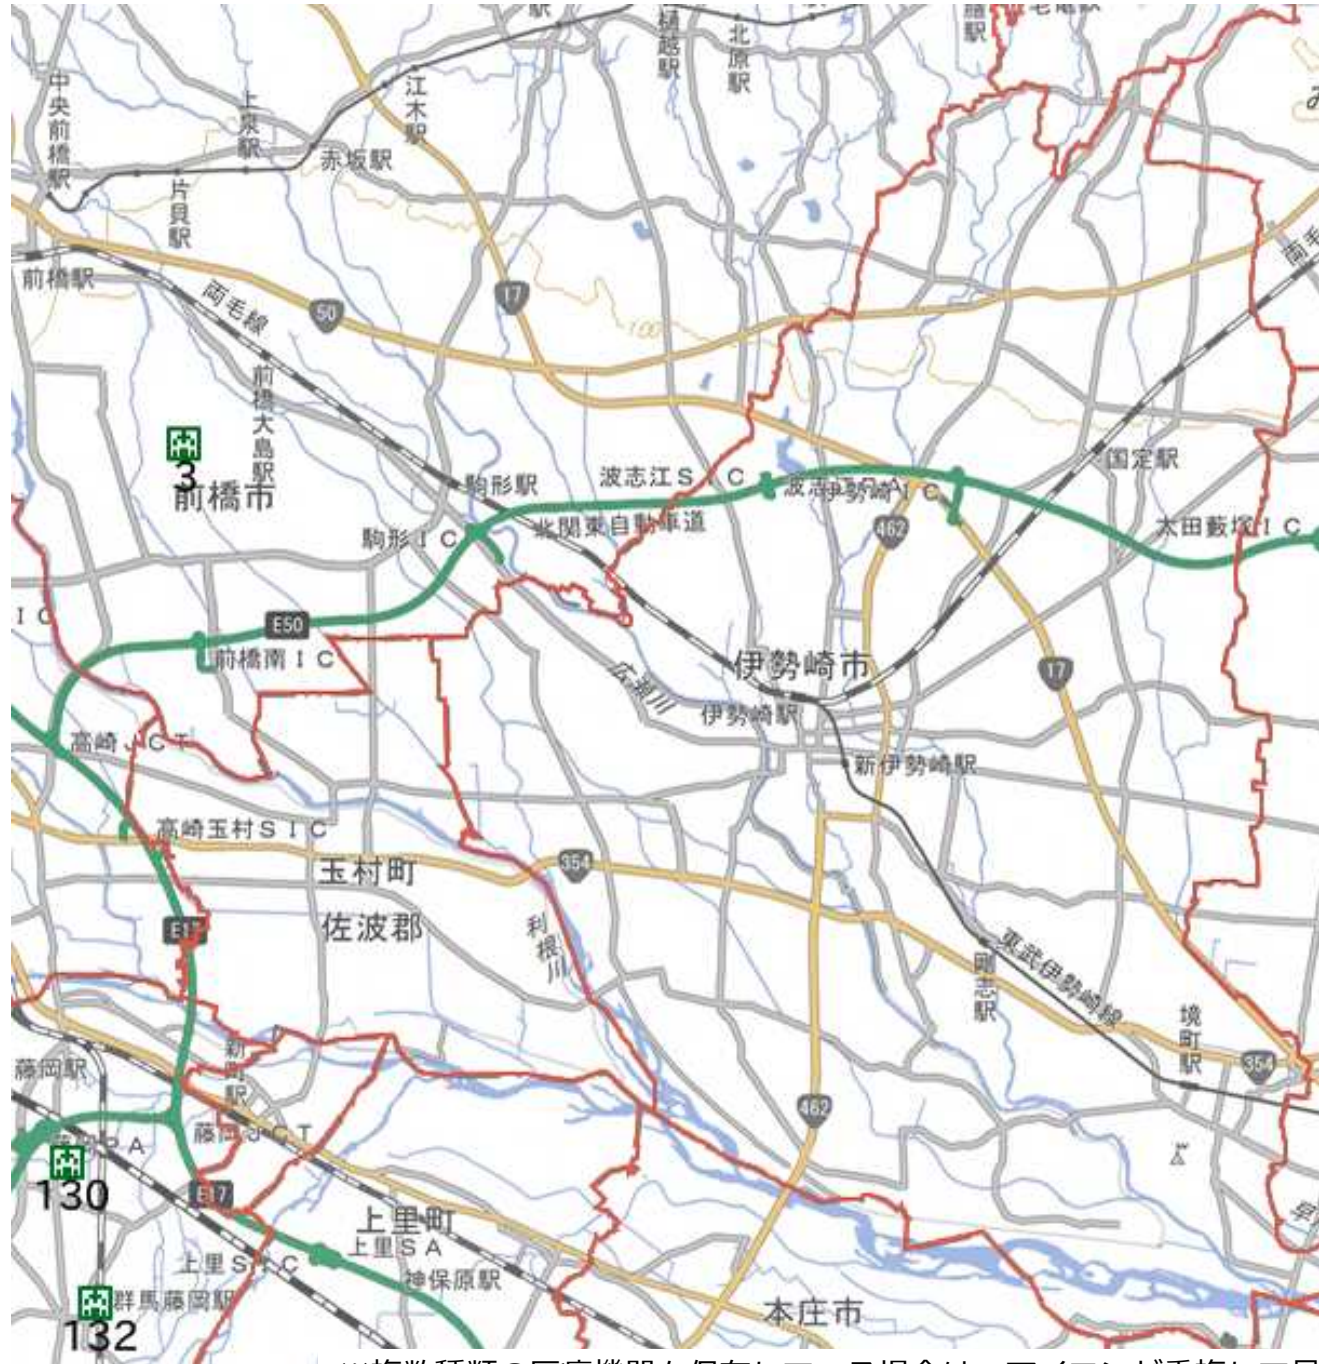 樋越駅
北原駅
江木駅
中央前橋駅
上泉駅
赤坂駅
片貝駅
前橋駅
両毛線
50
17
100
両毛
前橋大島駅
3
前橋市
駒形駅
波志江SIC
伊勢崎IC
国定駅
北関東自動車道
462
太田藪塚IC
駒形IC
IC
E50
前橋南IC
広瀬川
伊勢崎市
17
伊勢崎駅
高崎JCT
新伊勢崎駅
高崎玉村SIC
玉村町
354
佐波郡
利根川
E17
東武伊勢崎線
剛志駅
境町駅
新町駅
藤岡駅
354
藤岡JCT
462
130
E17
上里町
上里SA
上里SIC
神保原駅
群馬藤岡駅
本庄市
132